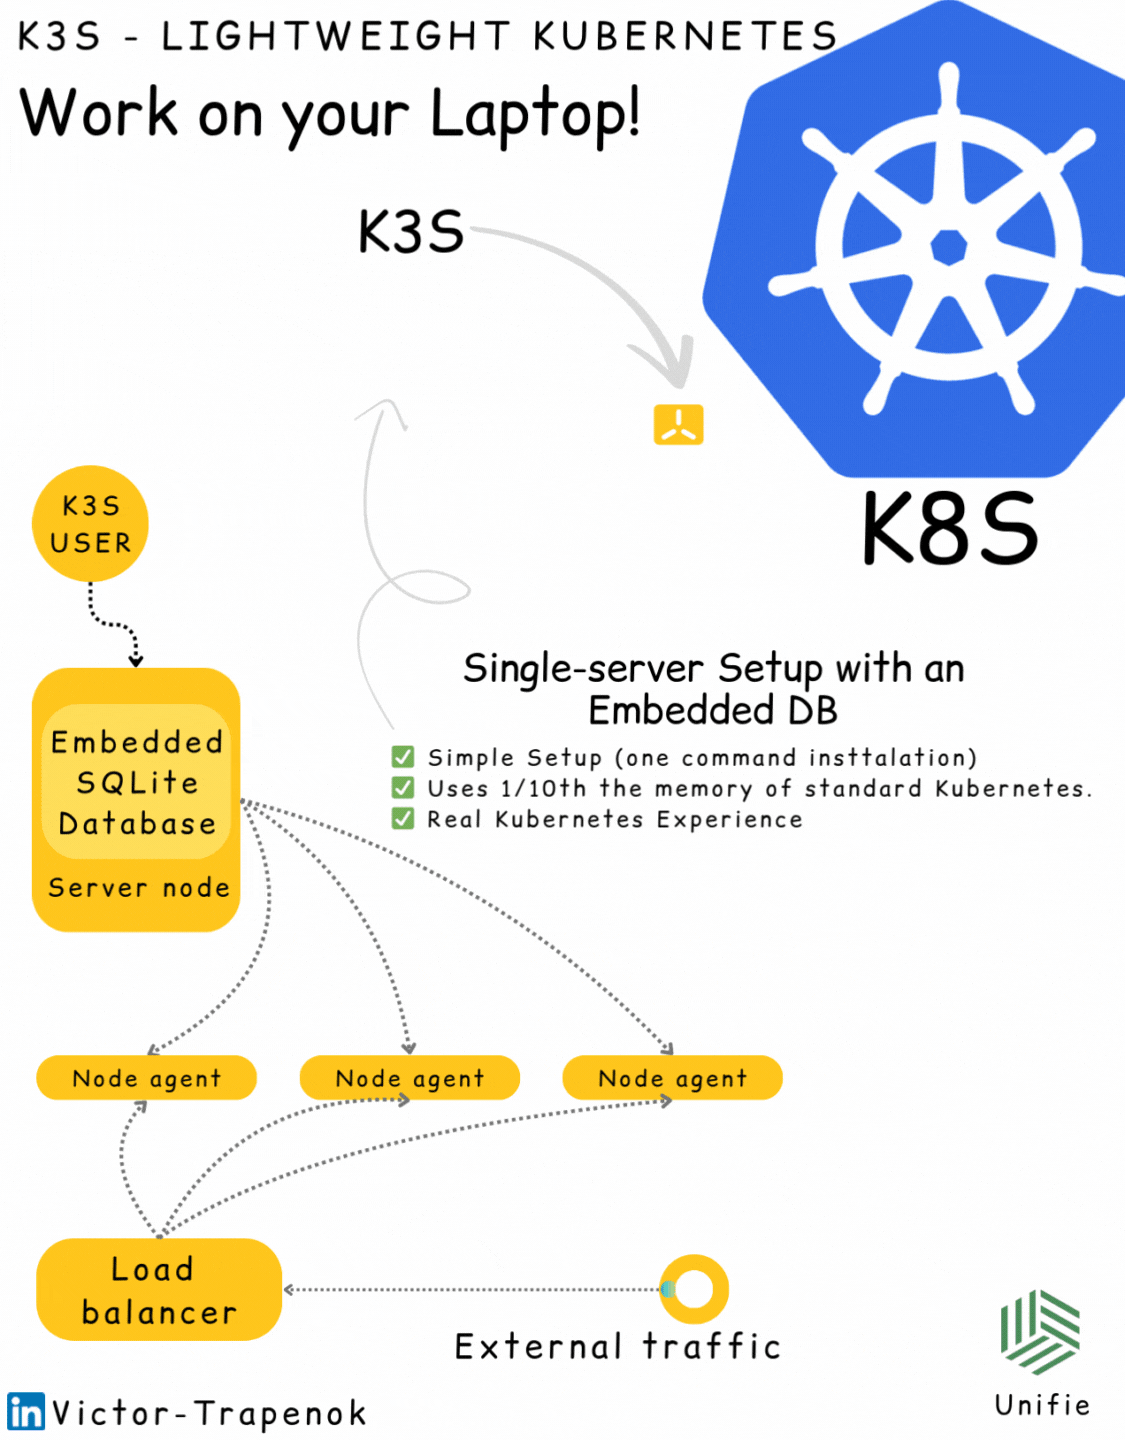 K3S - LIGHTWEIGHT KUBERNETES
Work on your Laptop!
K3S
K8S
K3S
USER
Single-server Setup with an
Embedded DB
Simple Setup (one command insttalation)
Uses 1/10th the memory of standard Kubernetes.
Real Kubernetes Experience
Embedded
SQLite
Database
Server node
Node agent
Node agent
Node agent
Load
balancer
External traffic
in Victor-Trapenok
Unifie